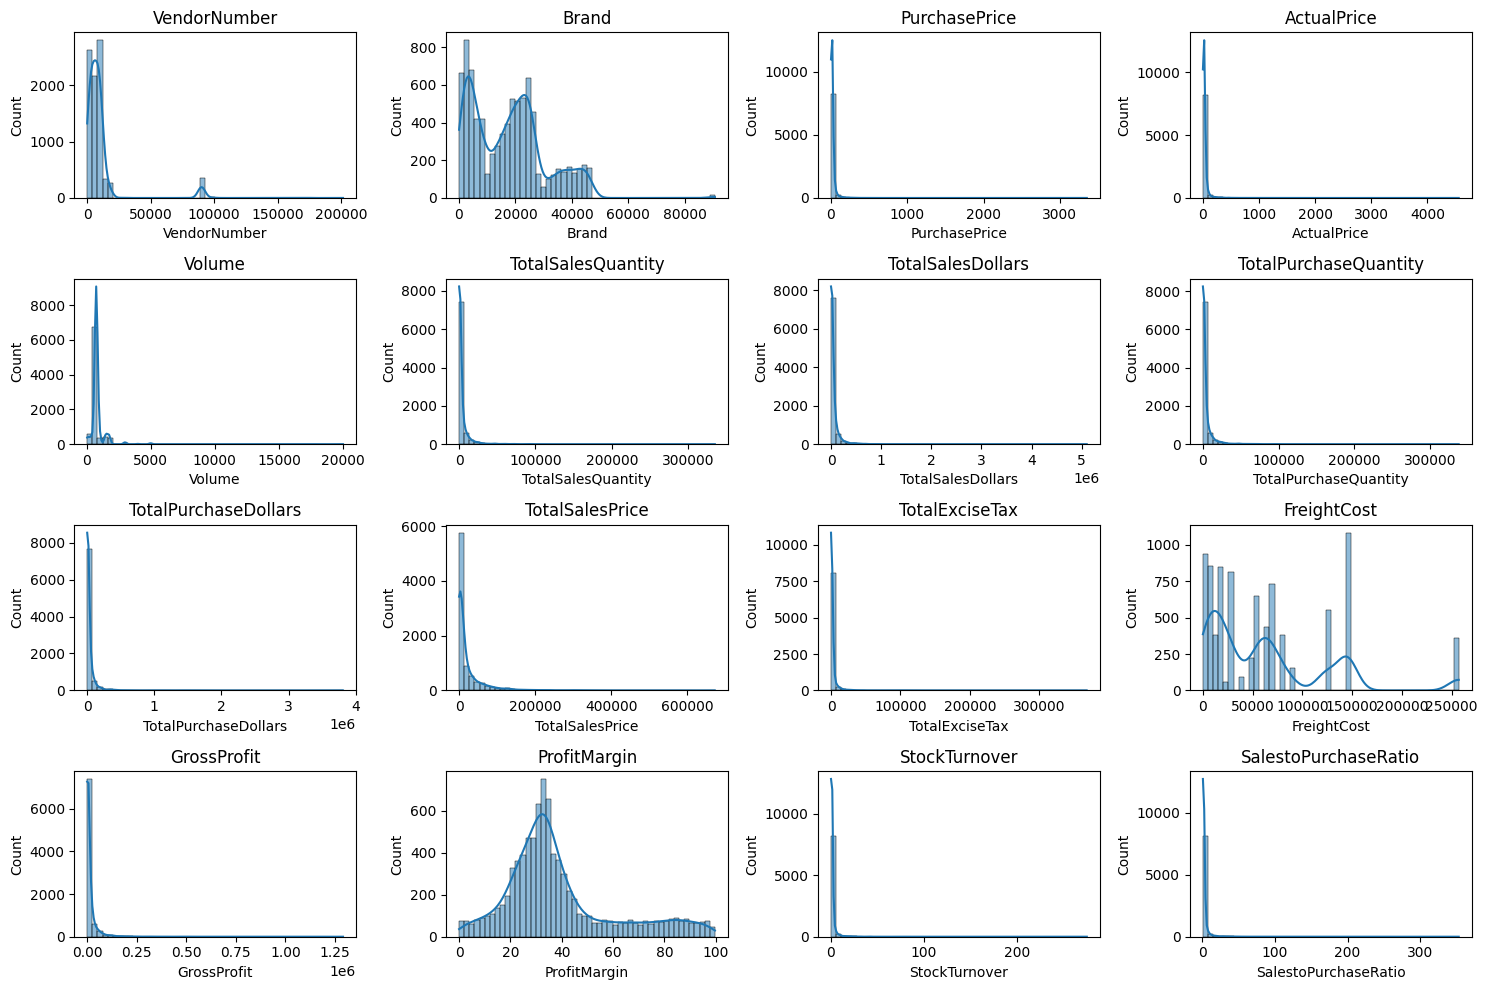 VendorNumber
2000
1000
0
Count
0 50000 100000 150000 200000
VendorNumber
Brand
800
600
400
200
0
Count
0 20000 40000 60000 80000
Brand
PurchasePrice
10000
5000
0
Count
0 1000 2000 3000
PurchasePrice
ActualPrice
10000
5000
0
Count
0 1000 2000 3000 4000
ActualPrice
Volume
8000
6000
4000
2000
0
Count
0 5000 10000 15000 20000
Volume
TotalSalesQuantity
8000
6000
4000
2000
0
Count
0 100000 200000 300000
TotalSalesQuantity
TotalSalesDollars
8000
6000
4000
2000
0
Count
0 1 2 3 4 5
1e6
TotalSalesDollars
TotalPurchaseQuantity
8000
6000
4000
2000
0
Count
0 100000 200000 300000
TotalPurchaseQuantity
TotalPurchaseDollars
8000
6000
4000
2000
0
Count
0 1 2 3 4
1e6
TotalPurchaseDollars
TotalSalesPrice
6000
4000
2000
0
Count
0 200000 400000 600000
TotalSalesPrice
TotalExciseTax
10000
7500
5000
2500
0
Count
0 100000 200000 300000
TotalExciseTax
FreightCost
1000
750
500
250
0
Count
0 50000 100000 150000 200000 250000
FreightCost
GrossProfit
6000
4000
2000
0
Count
0.00 0.25 0.50 0.75 1.00 1.25
1e6
GrossProfit
ProfitMargin
600
400
200
0
Count
0 20 40 60 80 100
ProfitMargin
StockTurnover
10000
5000
0
Count
0 100 200
StockTurnover
SalestoPurchaseRatio
10000
5000
0
Count
0 100 200 300
SalestoPurchaseRatio